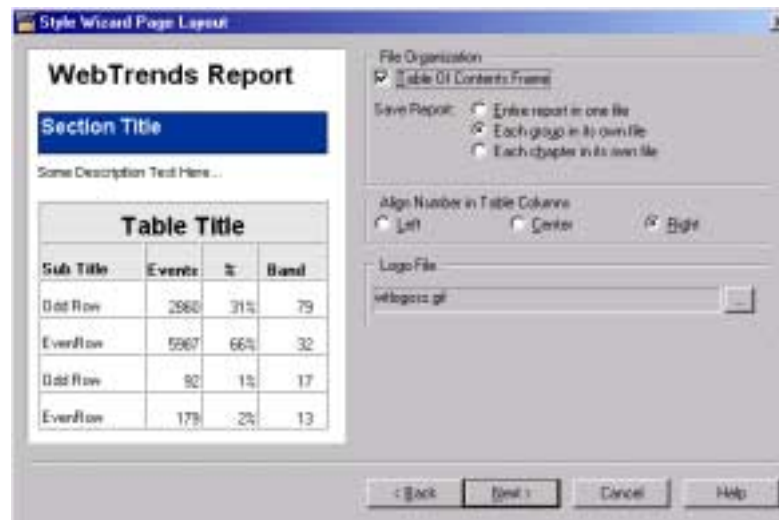 Style Wizard Page Layout
WebTrends Report
Section Title
Some Description Text Here...
Table Title
Sub Title Events % Band
Odd Row 2860 31% 79
EvenRow 5987 66% 32
Odd Row 92 1% 17
EvenRow 179 2% 13
File Organization
Table Of Contents Frame
Save Report: Entire report in one file
Each group in its own file
Each chapter in its own file
Align Number in Table Columns
Left Center Right
Logo File
...
< Back Next > Cancel Help